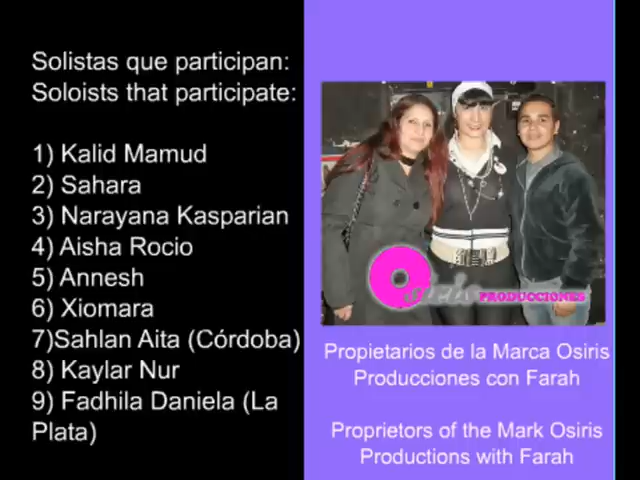 Solistas que participan:
Soloists that participate:
1) Kalid Mamud
2) Sahara
3) Narayana Kasparian
4) Aisha Rocio
5) Annesh
6) Xiomara
7)Sahlan Aita (Córdoba)
8) Kaylar Nur
9) Fadhila Daniela (La
Plata)
Osiris PRODUCCIONES
Propietarios de la Marca Osiris
Producciones con Farah
Proprietors of the Mark Osiris
Productions with Farah